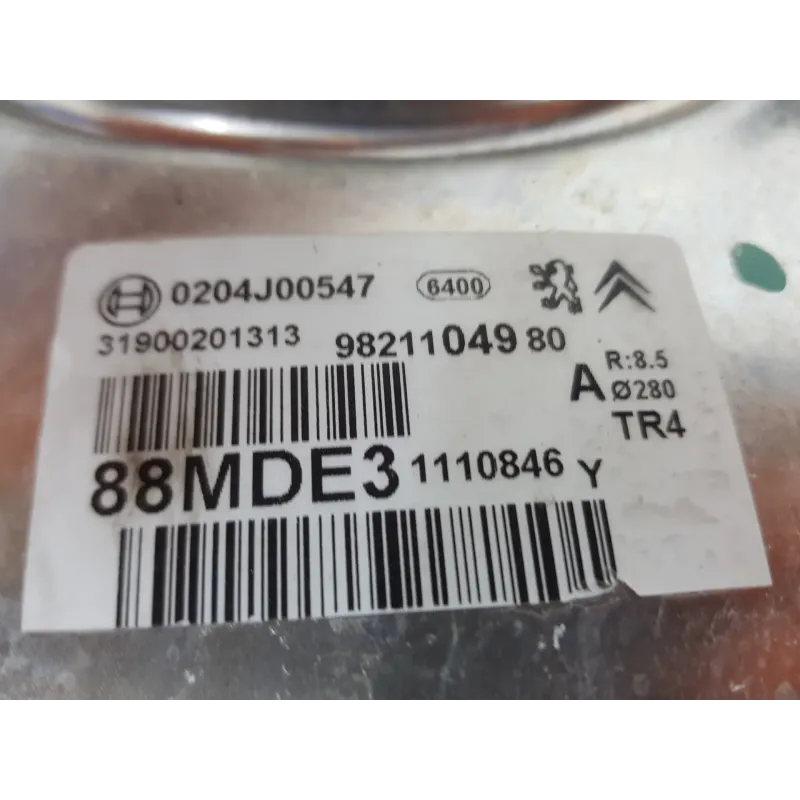 0204J00547 6400
31900201313 9821104980
A R:8.5
Ø280
TR4
88MDE3 1110846 Y